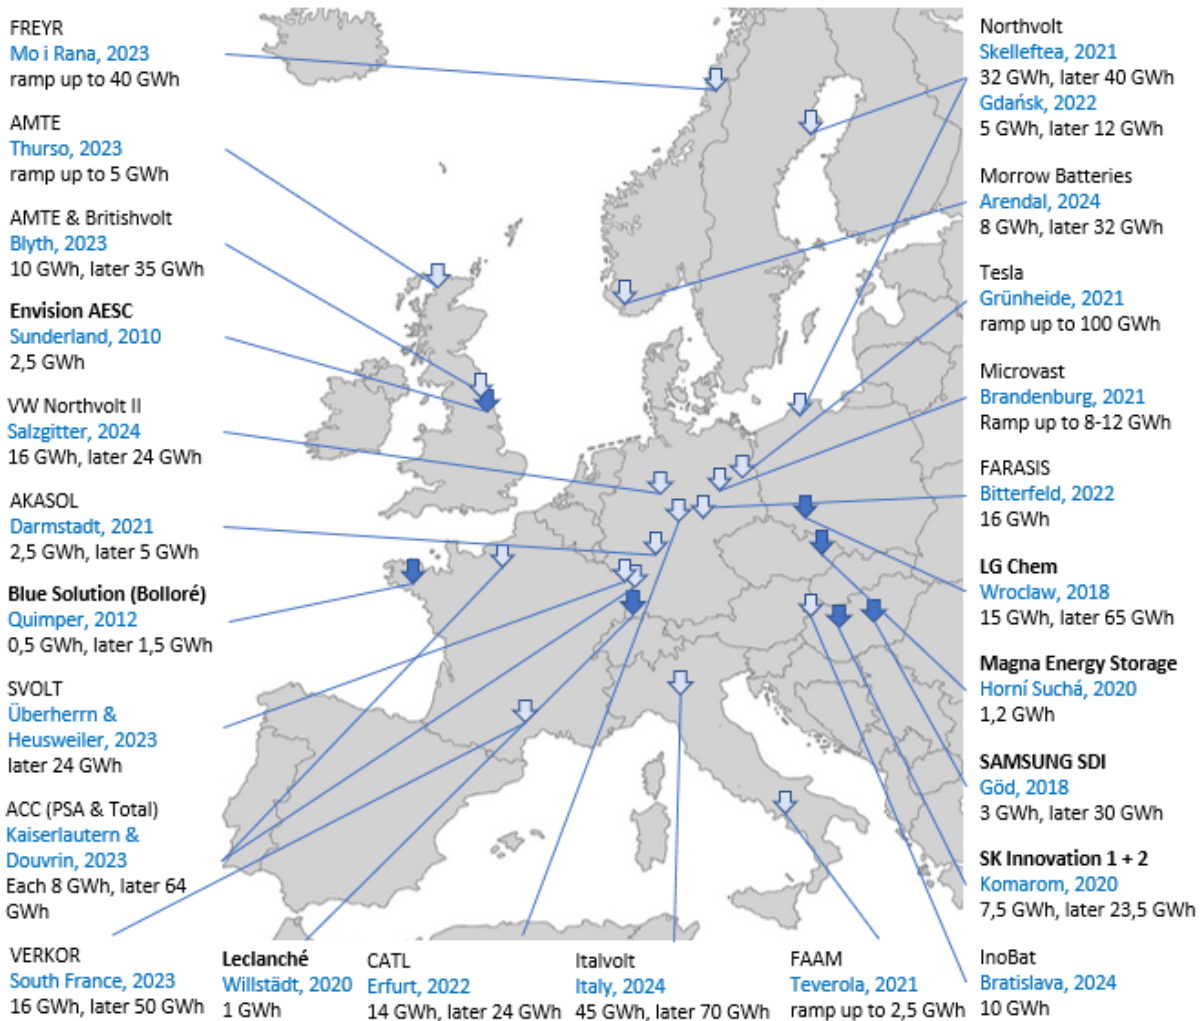 FREYR
Mo i Rana, 2023
ramp up to 40 GWh
AMTE
Thurso, 2023
ramp up to 5 GWh
AMTE & Britishvolt
Blyth, 2023
10 GWh, later 35 GWh
Envision AESC
Sunderland, 2010
2,5 GWh
VW Northvolt II
Salzgitter, 2024
16 GWh, later 24 GWh
AKASOL
Darmstadt, 2021
2,5 GWh, later 5 GWh
Blue Solution (Bolloré)
Quimper, 2012
0,5 GWh, later 1,5 GWh
SVOLT
Überherrn &
Heusweiler, 2023
later 24 GWh
ACC (PSA & Total)
Kaiserlautern &
Douvrin, 2023
Each 8 GWh, later 64
GWh
VERKOR
South France, 2023
16 GWh, later 50 GWh
Leclanché
Willstädt, 2020
1 GWh
CATL
Erfurt, 2022
14 GWh, later 24 GWh
Italvolt
Italy, 2024
45 GWh, later 70 GWh
FAAM
Teverola, 2021
ramp up to 2,5 GWh
Northvolt
Skelleftea, 2021
32 GWh, later 40 GWh
Gdańsk, 2022
5 GWh, later 12 GWh
Morrow Batteries
Arendal, 2024
8 GWh, later 32 GWh
Tesla
Grünheide, 2021
ramp up to 100 GWh
Microvast
Brandenburg, 2021
Ramp up to 8-12 GWh
FARASIS
Bitterfeld, 2022
16 GWh
LG Chem
Wroclaw, 2018
15 GWh, later 65 GWh
Magna Energy Storage
Horní Suchá, 2020
1,2 GWh
SAMSUNG SDI
Göd, 2018
3 GWh, later 30 GWh
SK Innovation 1 + 2
Komarom, 2020
7,5 GWh, later 23,5 GWh
InoBat
Bratislava, 2024
10 GWh